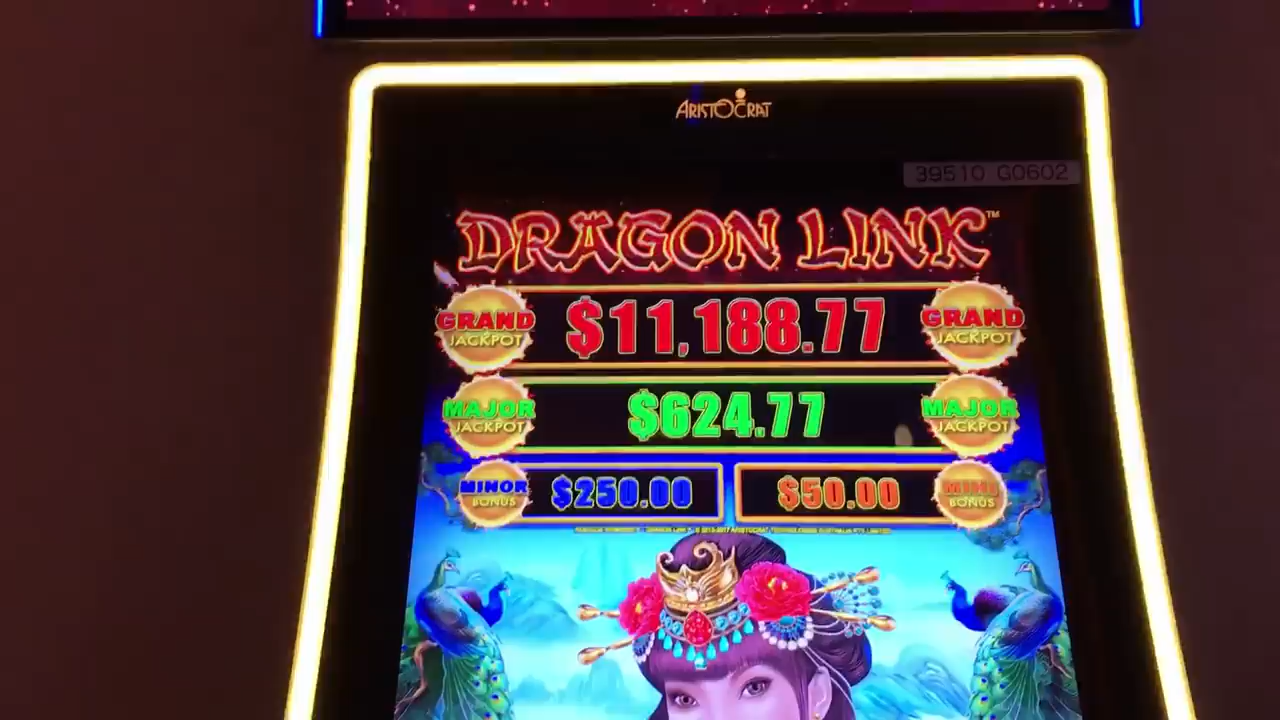 ARISTOCRAT
39510 G0602
DRAGON LINK™
GRAND JACKPOT
$11,188.77
GRAND JACKPOT
MAJOR JACKPOT
$624.77
MAJOR JACKPOT
MINOR BONUS
$250.00
$50.00
MINI BONUS